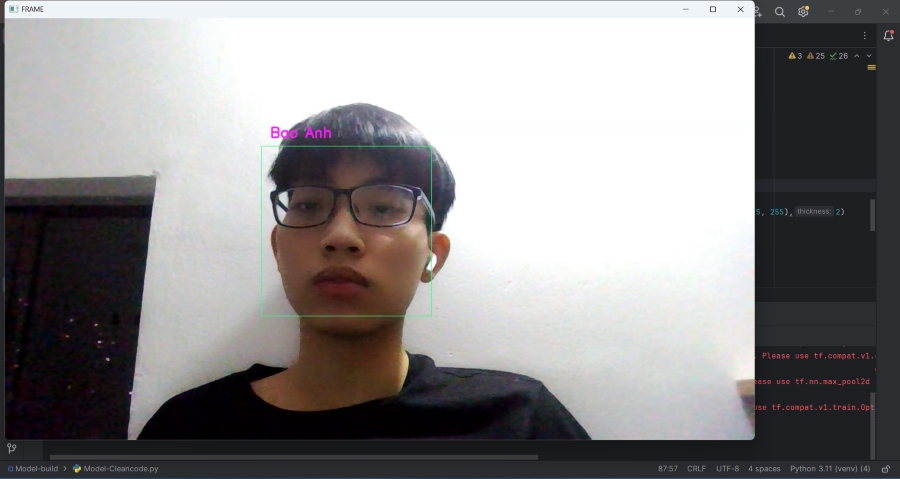 FRAME
3 25 26
Boo Anh
5, 255), thickness: 2)
Please use tf.compat.v1.
ease use tf.nn.max_pool2d
use tf.compat.v1.train.Opt
Model-build > Model-Cleancode.py
87:57 CRLF UTF-8 4 spaces Python 3.11 (venv) (4)